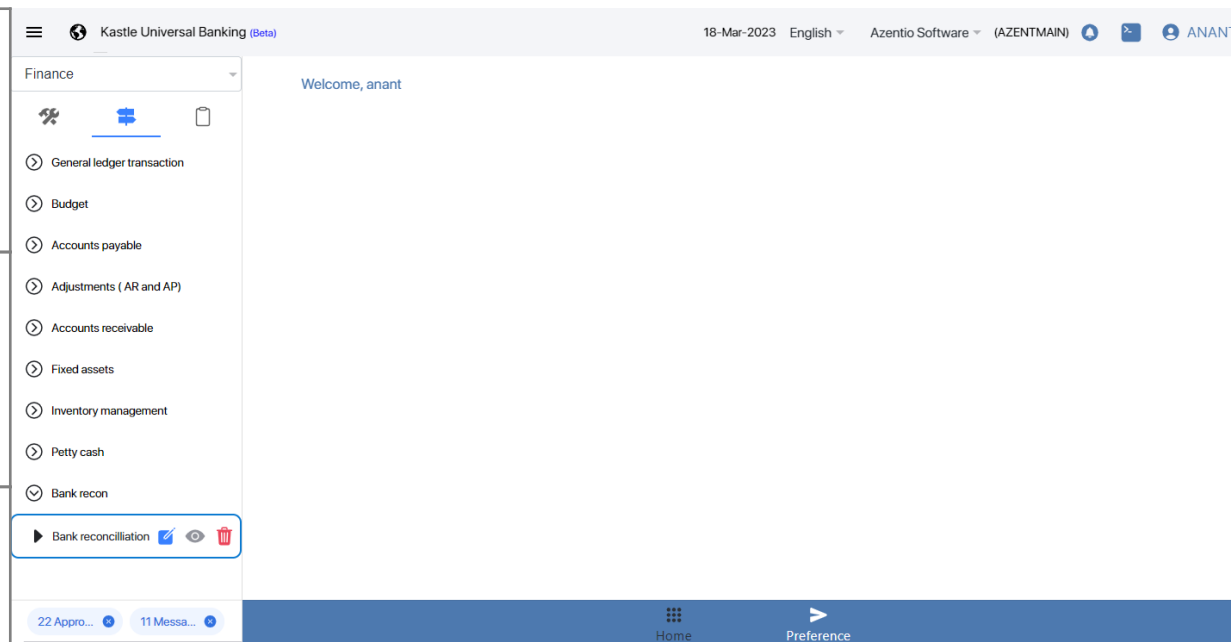 Kastle Universal Banking (Beta)
18-Mar-2023 English Azentio Software (AZENTMAIN) ANANT
Finance
Welcome, anant
General ledger transaction
Budget
Accounts payable
Adjustments ( AR and AP)
Accounts receivable
Fixed assets
Inventory management
Petty cash
Bank recon
Bank reconcilliation
22 Appro... 11 Messa...
Home Preference